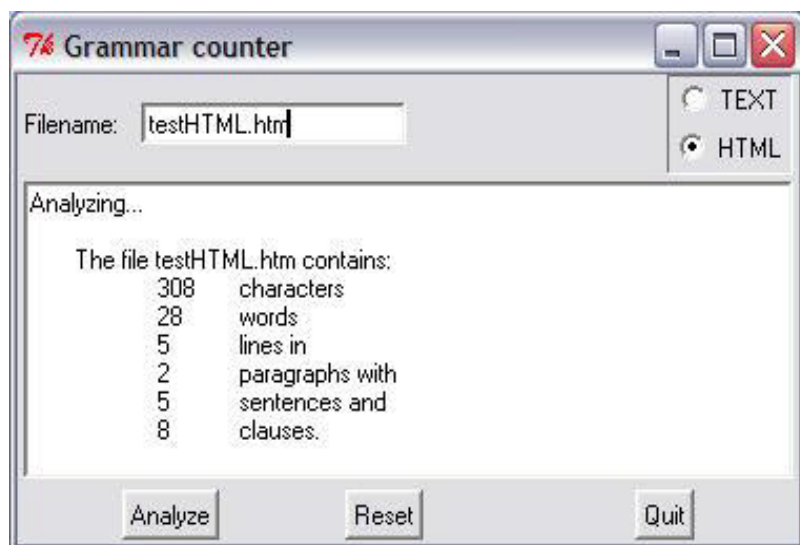 7% Grammar counter
Filename: testHTML.htm
TEXT
HTML
Analyzing...
The file testHTML.htm contains:
308 characters
28 words
5 lines in
2 paragraphs with
5 sentences and
8 clauses.
Analyze Reset Quit